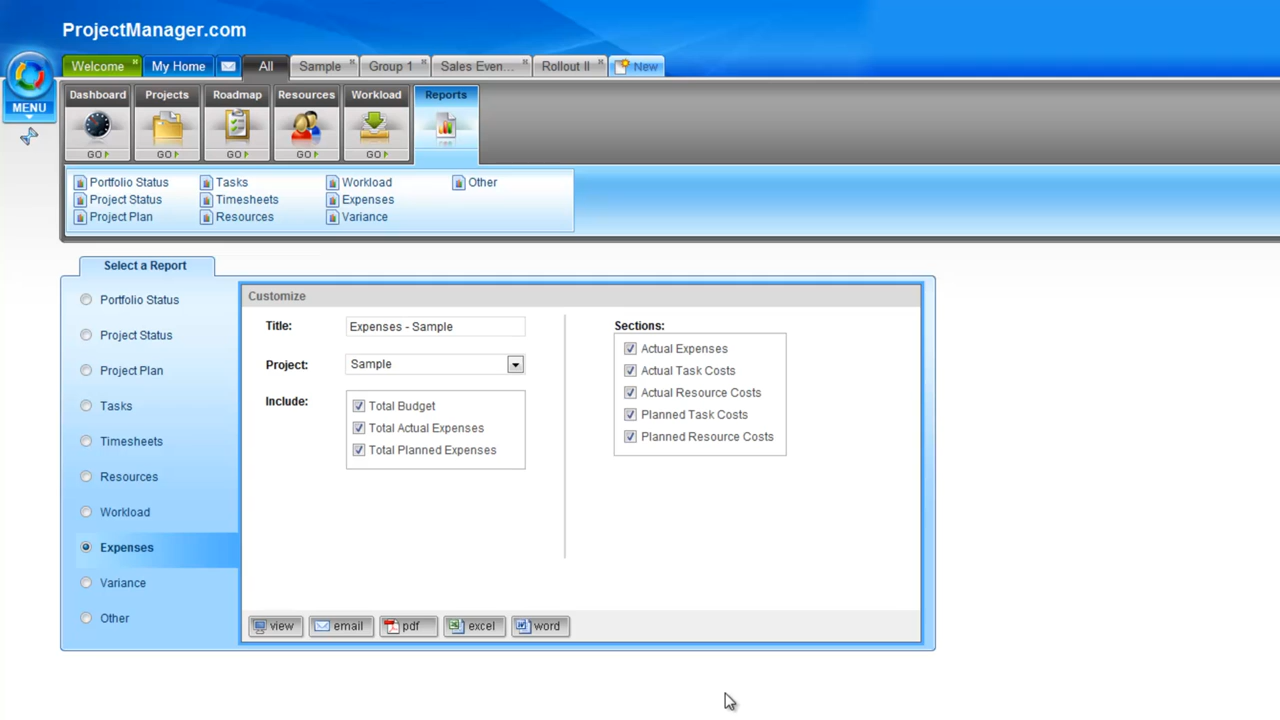 ProjectManager.com
Welcome My Home All Sample Group 1 Sales Even... Rollout II New
MENU
Dashboard Projects Roadmap Resources Workload Reports
GO GO GO GO GO
Portfolio Status Tasks Workload Other
Project Status Timesheets Expenses
Project Plan Resources Variance
Select a Report
Portfolio Status
Project Status
Project Plan
Tasks
Timesheets
Resources
Workload
Expenses
Variance
Other
Customize
Title: Expenses - Sample
Project: Sample
Include:
Total Budget
Total Actual Expenses
Total Planned Expenses
Sections:
Actual Expenses
Actual Task Costs
Actual Resource Costs
Planned Task Costs
Planned Resource Costs
view email pdf excel word